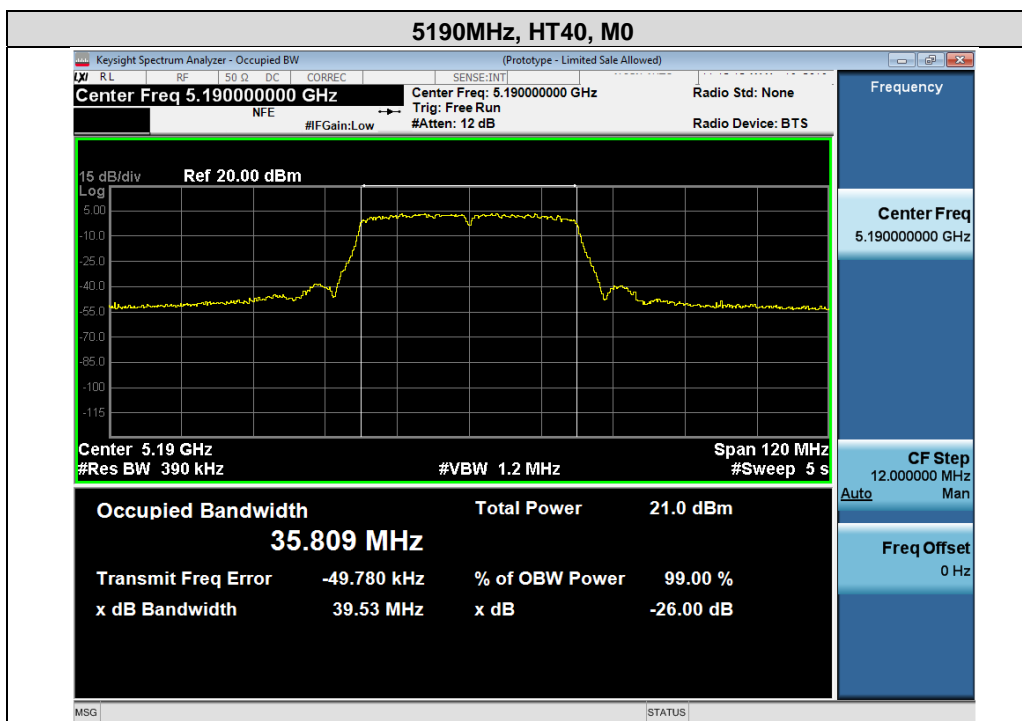 5190MHz, HT40, M0
Keysight Spectrum Analyzer - Occupied BW (Prototype - Limited Sale Allowed)
LXI RL RF 50 Ω DC CORREC SENSE:INT
Center Freq 5.190000000 GHz
NFE
#IFGain:Low
Center Freq: 5.190000000 GHz
Trig: Free Run
#Atten: 12 dB
Radio Std: None
Radio Device: BTS
15 dB/div Ref 20.00 dBm
Log
5.00
-10.0
-25.0
-40.0
-55.0
-70.0
-85.0
-100
-115
Center 5.19 GHz Span 120 MHz
#Res BW 390 kHz #VBW 1.2 MHz #Sweep 5 s
Occupied Bandwidth Total Power 21.0 dBm
35.809 MHz
Transmit Freq Error -49.780 kHz % of OBW Power 99.00 %
x dB Bandwidth 39.53 MHz x dB -26.00 dB
MSG STATUS
Frequency
Center Freq
5.190000000 GHz
CF Step
12.000000 MHz
Auto Man
Freq Offset
0 Hz